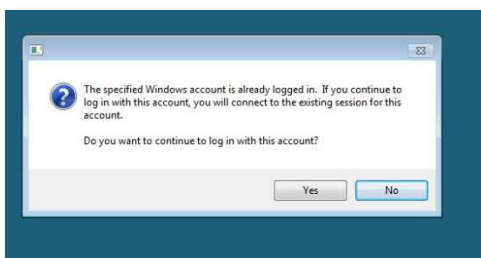 The specified Windows account is already logged in. If you continue to
log in with this account, you will connect to the existing session for this
account.
Do you want to continue to log in with this account?
Yes No